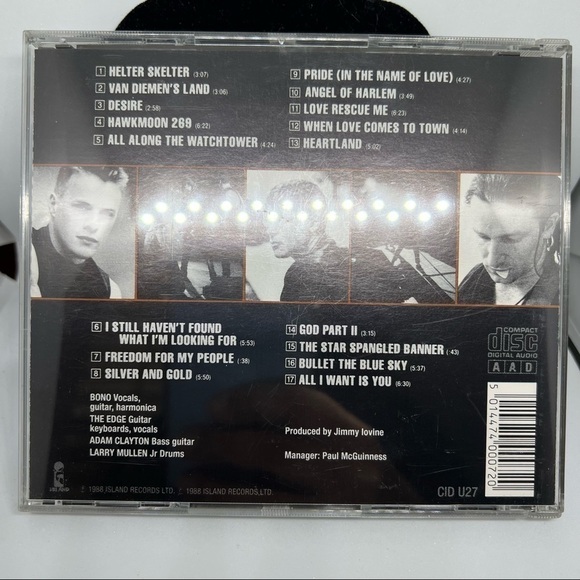 1 HELTER SKELTER (3:07)
2 VAN DIEMEN'S LAND (3:06)
3 DESIRE (2:58)
4 HAWKMOON 269 (6:22)
5 ALL ALONG THE WATCHTOWER (4:24)
9 PRIDE (IN THE NAME OF LOVE) (4:27)
10 ANGEL OF HARLEM (3:49)
11 LOVE RESCUE ME (6:23)
12 WHEN LOVE COMES TO TOWN (4:14)
13 HEARTLAND (5:02)
6 I STILL HAVEN'T FOUND
WHAT I'M LOOKING FOR (5:53)
7 FREEDOM FOR MY PEOPLE (:38)
8 SILVER AND GOLD (5:50)
14 GOD PART II (3:15)
15 THE STAR SPANGLED BANNER (:43)
16 BULLET THE BLUE SKY (5:37)
17 ALL I WANT IS YOU (6:30)
COMPACT
disc
DIGITAL AUDIO
A A D
BONO Vocals,
guitar, harmonica
THE EDGE Guitar
keyboards, vocals
ADAM CLAYTON Bass guitar
LARRY MULLEN Jr Drums
Produced by Jimmy Iovine
Manager: Paul McGuinness
5 014474 000720
℗ 1988 ISLAND RECORDS LTD. © 1988 ISLAND RECORDS LTD.
CID U27